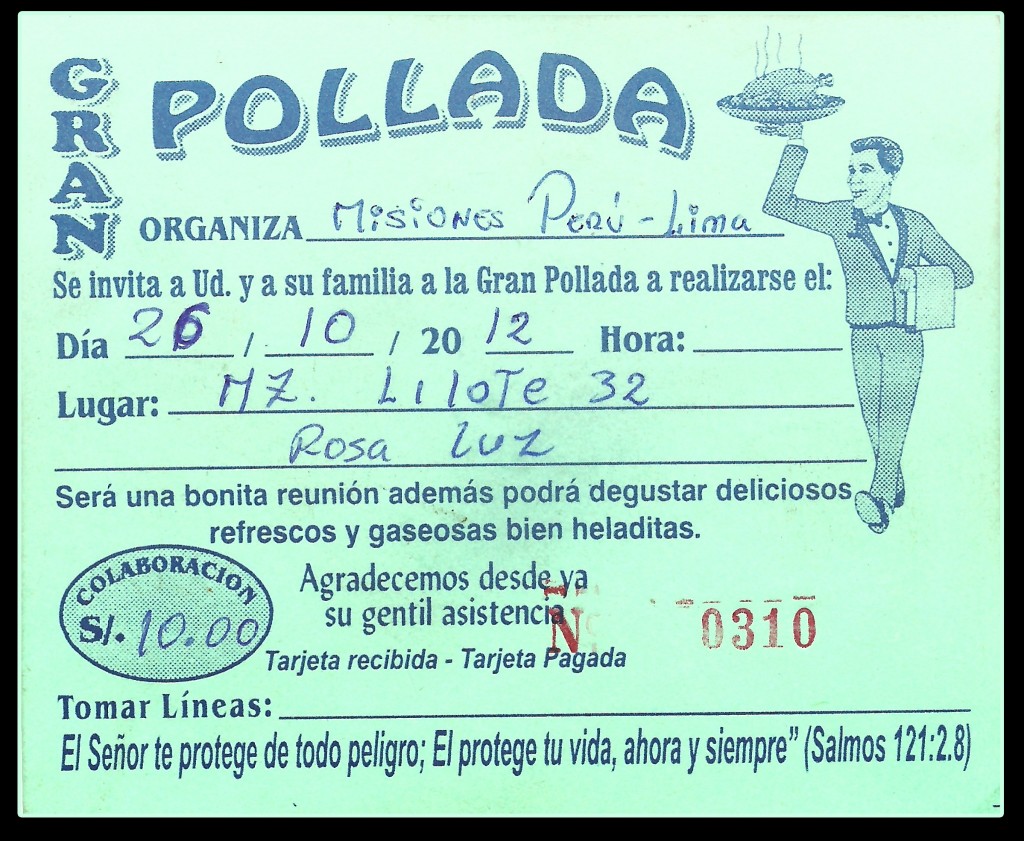 GRAN POLLADA
ORGANIZA MISIONES PERÚ - Lima
Se invita a Ud. y a su familia a la Gran Pollada a realizarse el:
Día 26 / 10 / 2012 Hora:
Lugar: MZ. LI LOTE 32
ROSA LUZ
Será una bonita reunión además podrá degustar deliciosos
refrescos y gaseosas bien heladitas.
COLABORACION
S/. 10.00
Agradecemos desde ya
su gentil asistencia
Nº 0310
Tarjeta recibida - Tarjeta Pagada
Tomar Líneas:
El Señor te protege de todo peligro; El protege tu vida, ahora y siempre” (Salmos 121:2.8)